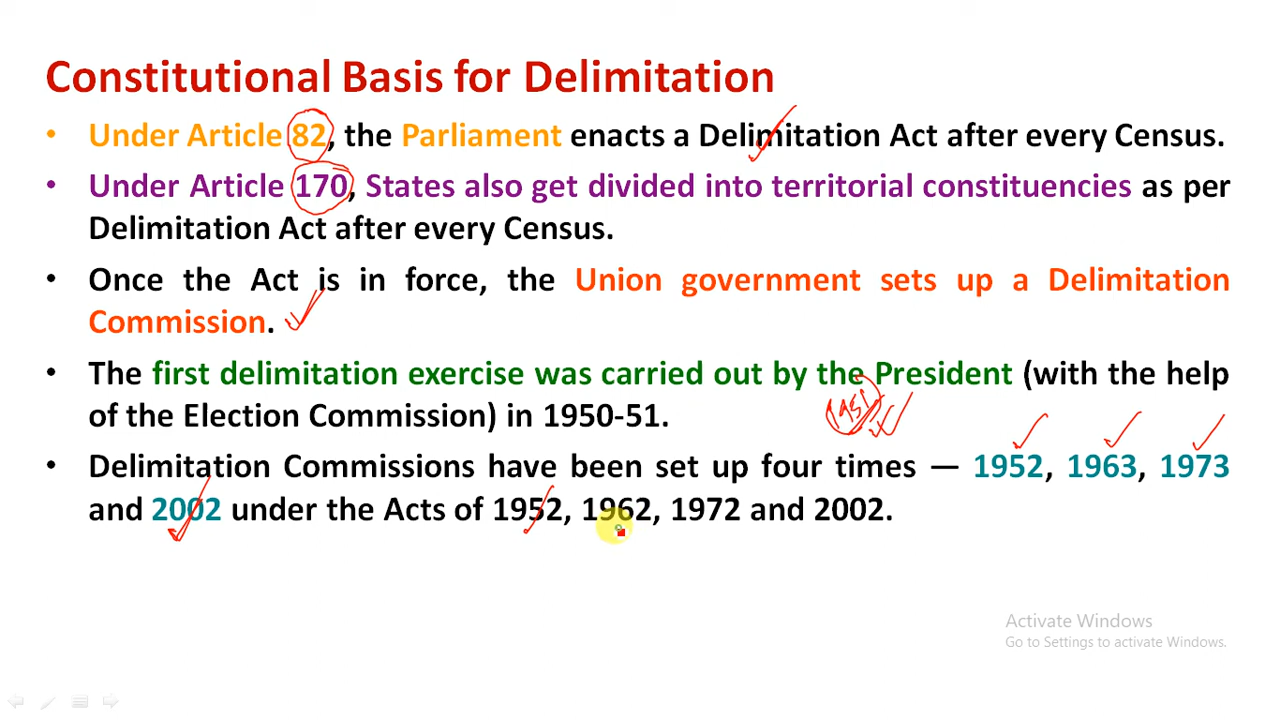 Constitutional Basis for Delimitation
• Under Article 82, the Parliament enacts a Delimitation Act after every Census.
• Under Article 170, States also get divided into territorial constituencies as per
Delimitation Act after every Census.
• Once the Act is in force, the Union government sets up a Delimitation
Commission.
• The first delimitation exercise was carried out by the President (with the help
of the Election Commission) in 1950-51.
1951
• Delimitation Commissions have been set up four times — 1952, 1963, 1973
and 2002 under the Acts of 1952, 1962, 1972 and 2002.
Activate Windows
Go to Settings to activate Windows.